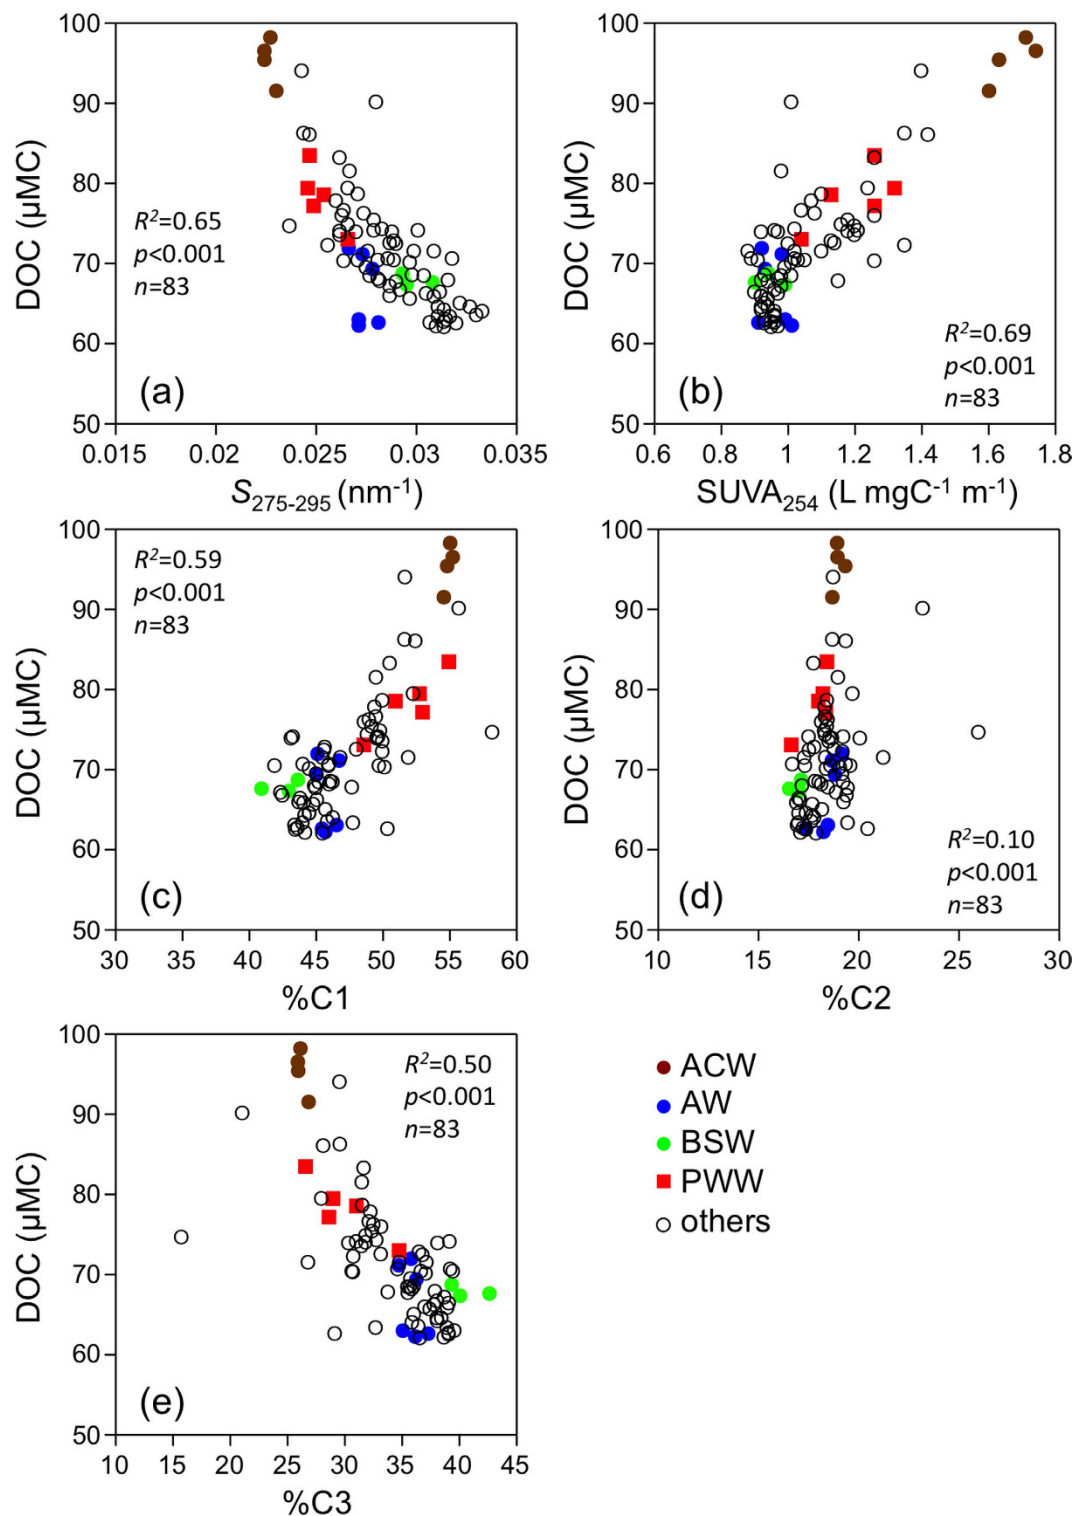 100
90
80
70
60
50
DOC (µMC)
R²=0.65
p<0.001
n=83
(a)
0.015
0.02
0.025
0.03
0.035
S₂₇₅₋₂₉₅ (nm⁻¹)
100
90
80
70
60
50
DOC (µMC)
R²=0.69
p<0.001
n=83
(b)
0.6
0.8
1
1.2
1.4
1.6
1.8
SUVA₂₅₄ (L mgC⁻¹ m⁻¹)
100
90
80
70
60
50
DOC (µMC)
R²=0.59
p<0.001
n=83
(c)
30
35
40
45
50
55
60
%C1
100
90
80
70
60
50
DOC (µMC)
R²=0.10
p<0.001
n=83
(d)
10
15
20
25
30
%C2
100
90
80
70
60
50
DOC (µMC)
R²=0.50
p<0.001
n=83
(e)
10
15
20
25
30
35
40
45
%C3
ACW
AW
BSW
PWW
others